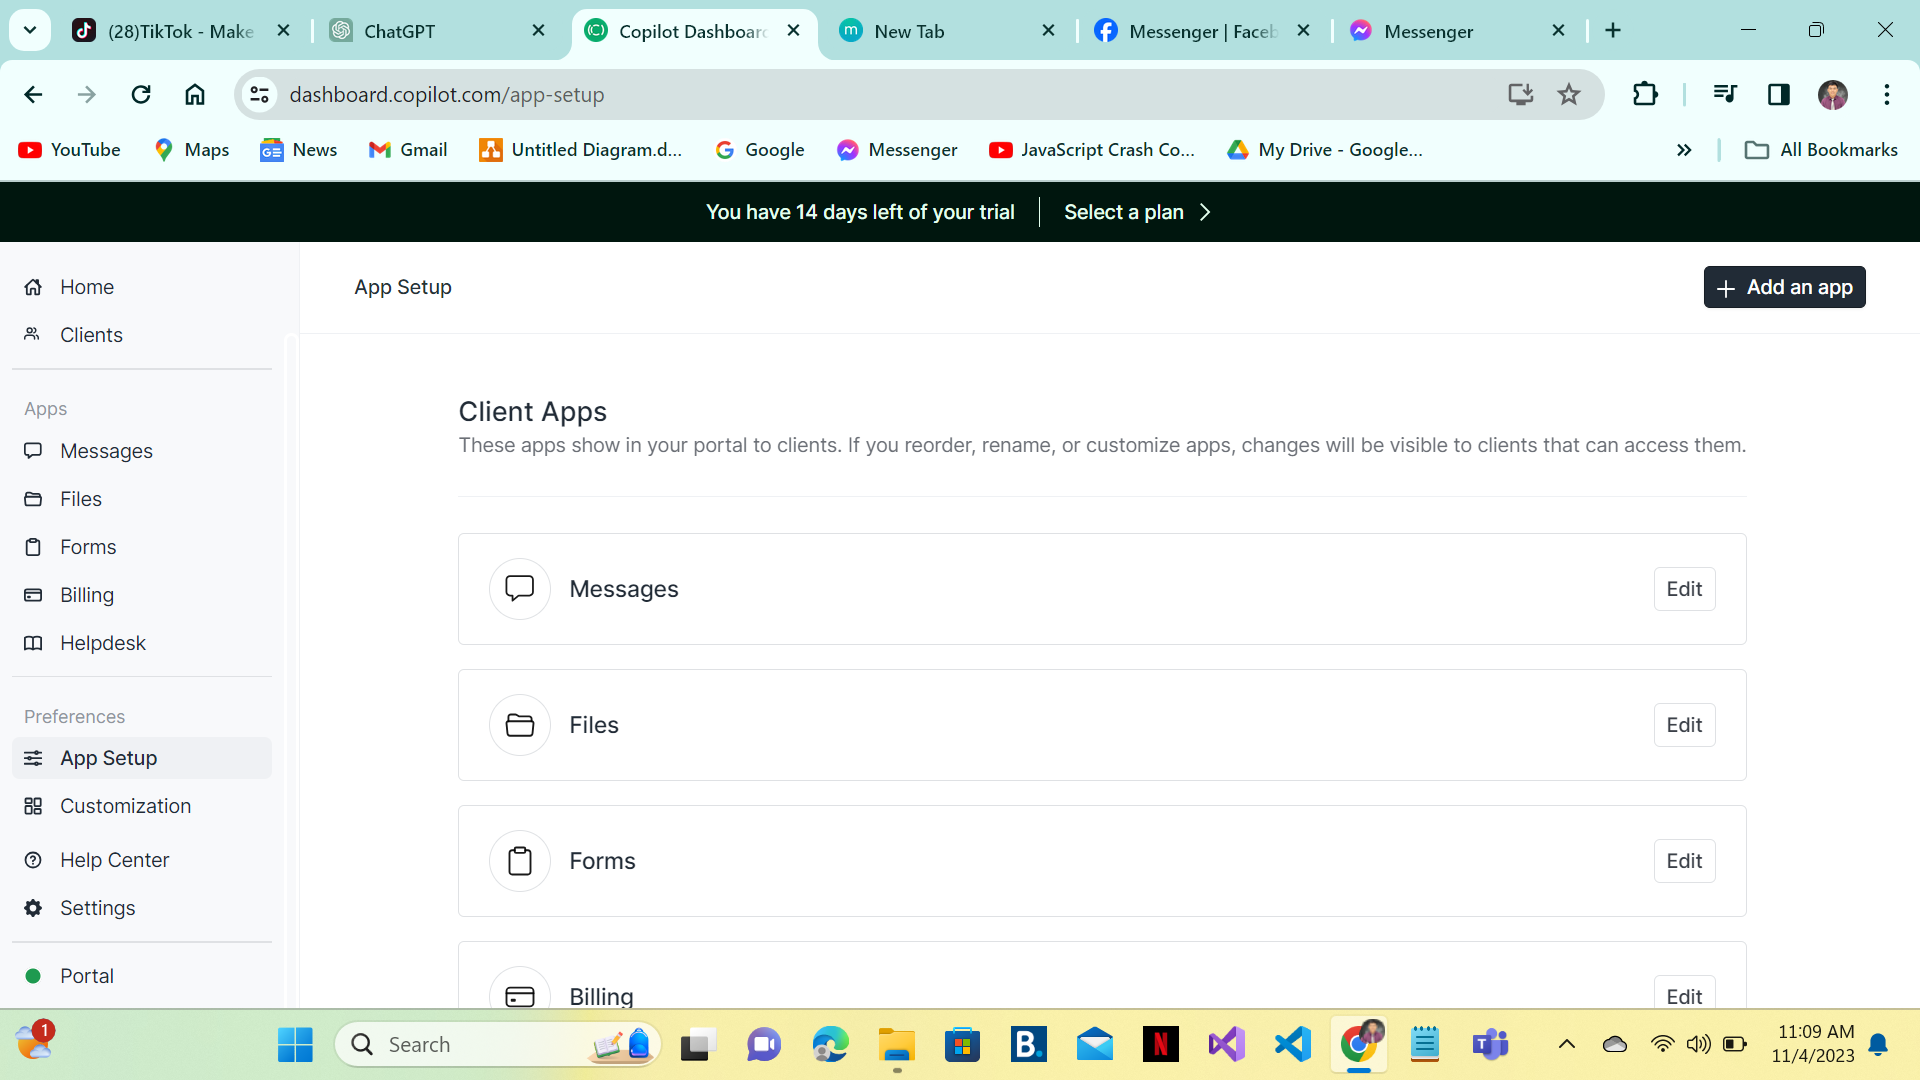 (28)TikTok - Make
ChatGPT
Copilot Dashboard
New Tab
Messenger | Faceb
Messenger
dashboard.copilot.com/app-setup
YouTube
Maps
News
Gmail
Untitled Diagram.d...
Google
Messenger
JavaScript Crash Co...
My Drive - Google...
All Bookmarks
You have 14 days left of your trial
Select a plan
Home
Clients
Apps
Messages
Files
Forms
Billing
Helpdesk
Preferences
App Setup
Customization
Help Center
Settings
Portal
App Setup
+ Add an app
Client Apps
These apps show in your portal to clients. If you reorder, rename, or customize apps, changes will be visible to clients that can access them.
Messages
Edit
Files
Edit
Forms
Edit
Billing
Edit
1
Search
B.
N
T
11:09 AM
11/4/2023